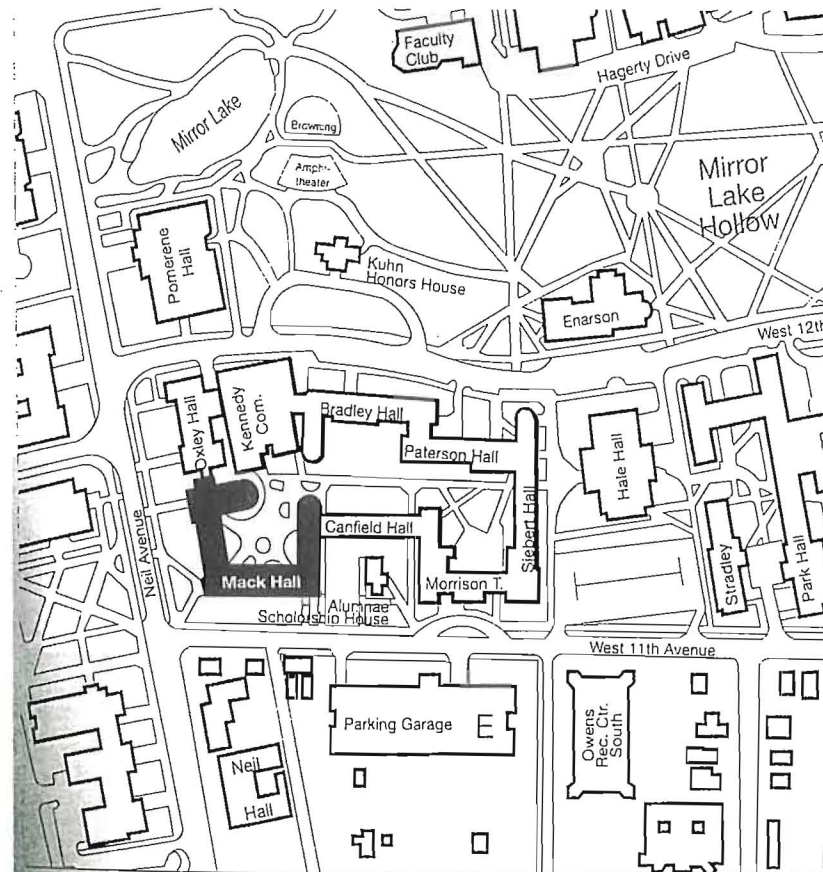 Faculty
Club
Hagerty Drive
Mirror Lake
Browning
Amphi-
theater
Mirror
Lake
Hollow
Pomerene
Hall
Kuhn
Honors House
Enarson
West 12th
Oxley Hall
Kennedy
Com.
Bradley Hall
Paterson Hall
Hale Hall
Siebert Hall
Canfield Hall
Neil Avenue
Mack Hall
Morrison T.
Stradley
Park Hall
Alumnae
Scholarship House
West 11th Avenue
Parking Garage E
Owens
Rec. Ctr.
South
Neil
Hall